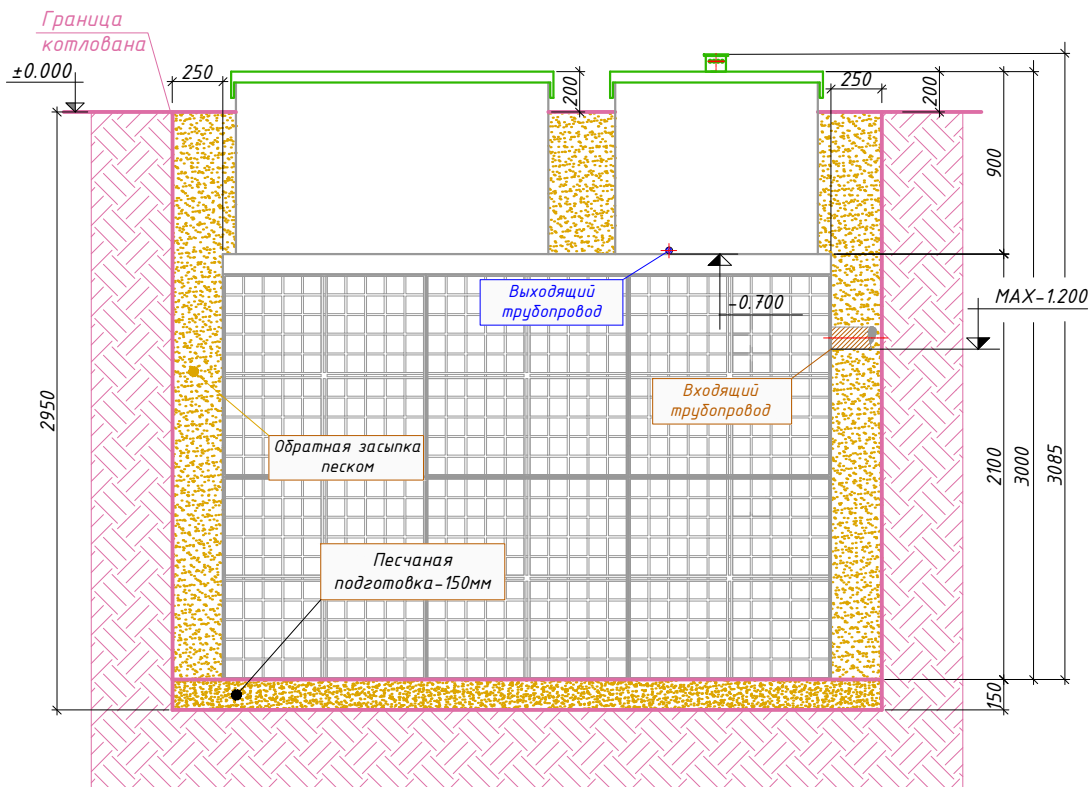 Граница
котлована
±0.000
250
200
250
200
900
Выходящий
трубопровод
-0.700
MAX-1.200
Входящий
трубопровод
2950
Обратная засыпка
песком
2100
3000
3085
Песчаная
подготовка-150мм
150